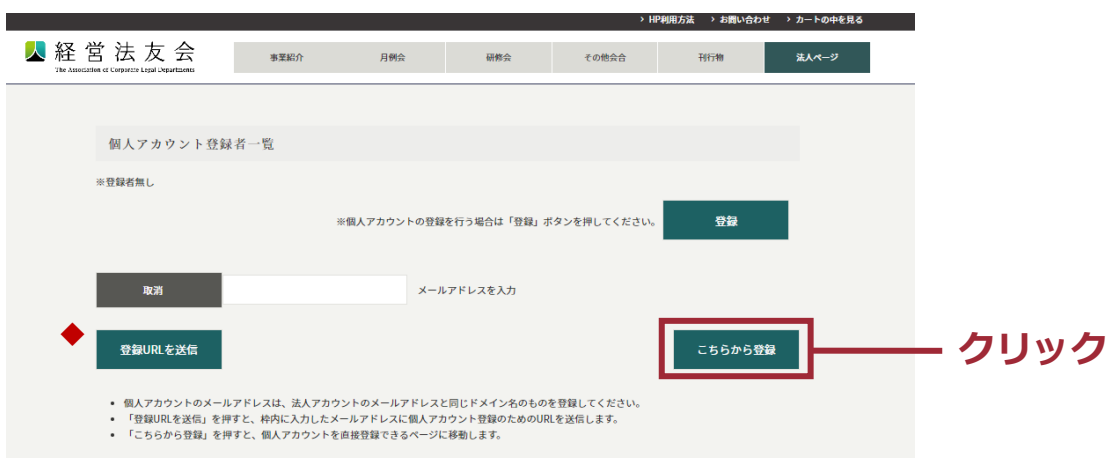 › HP利用方法 › お問い合わせ › カートの中を見る
経営法友会
The Association of Corporate Legal Departments
事業紹介 月例会 研修会 その他会合 刊行物 法人ページ
個人アカウント登録者一覧
※登録者無し
※個人アカウントの登録を行う場合は「登録」ボタンを押してください。 登録
取消 メールアドレスを入力
登録URLを送信 こちらから登録 クリック
• 個人アカウントのメールアドレスは、法人アカウントのメールアドレスと同じドメイン名のものを登録してください。
• 「登録URLを送信」を押すと、枠内に入力したメールアドレスに個人アカウント登録のためのURLを送信します。
• 「こちらから登録」を押すと、個人アカウントを直接登録できるページに移動します。